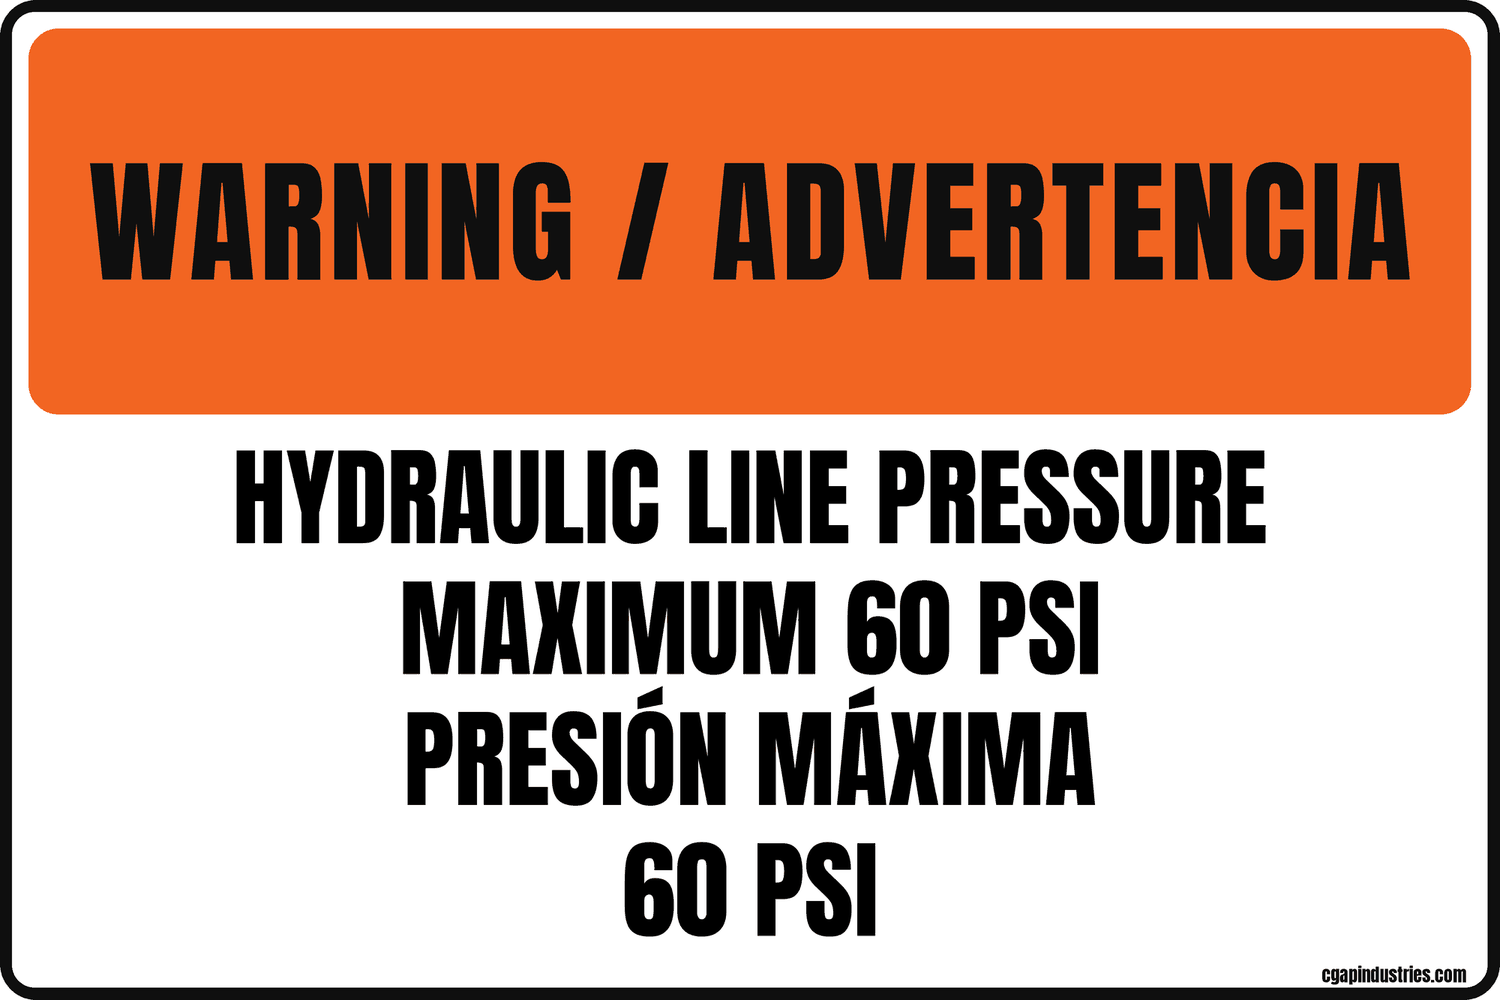 WARNING / ADVERTENCIA
HYDRAULIC LINE PRESSURE
MAXIMUM 60 PSI
PRESIÓN MÁXIMA
60 PSI
cgapindustries.com